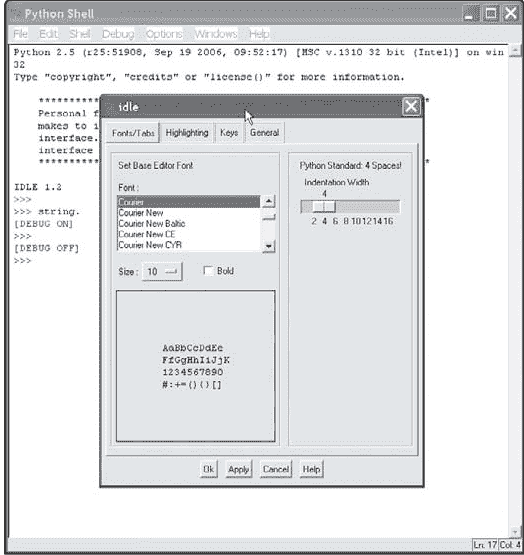 Python Shell
File Edit Shell Debug Options Windows Help
Python 2.5 (r25:51908, Sep 19 2006, 09:52:17) [MSC v.1310 32 bit (Intel)] on win
32
Type "copyright", "credits" or "license()" for more information.
Personal f
makes to i
interface.
interface
IDLE 1.2
>>>
>>> string.
[DEBUG ON]
>>>
[DEBUG OFF]
>>>
idle
Fonts/Tabs Highlighting Keys General
Set Base Editor Font
Font :
Courier
Courier New
Courier New Baltic
Courier New CE
Courier New CYR
Size : 10
Bold
AaBbCcDdEe
FfGgHhIiJjK
1234567890
#:+=(){}[]
Python Standard: 4 Spaces!
Indentation Width
4
2 4 6 8 10 12 14 16
Ok Apply Cancel Help
Ln: 17 Col: 4